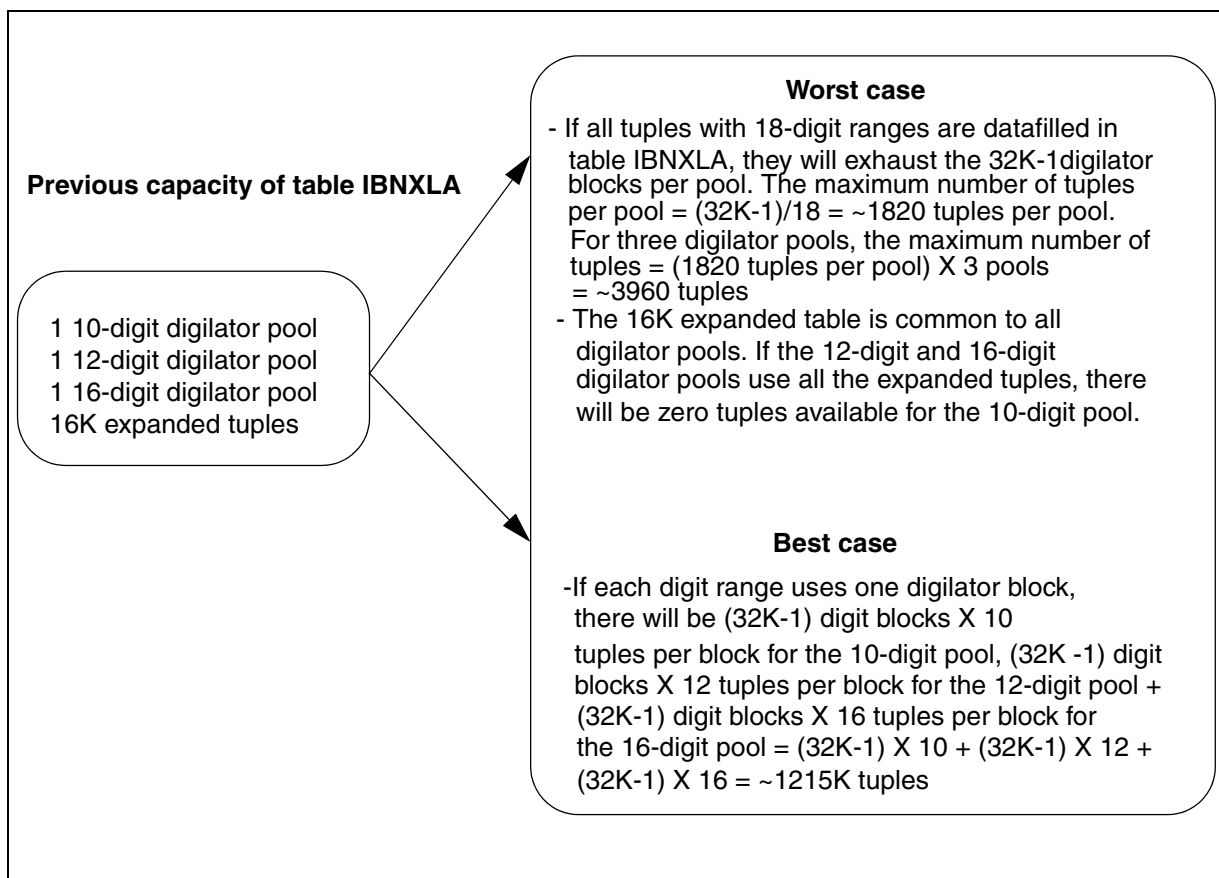 Previous capacity of table IBNXLA
1 10-digit digilator pool
1 12-digit digilator pool
1 16-digit digilator pool
16K expanded tuples
Worst case
- If all tuples with 18-digit ranges are datafilled in
table IBNXLA, they will exhaust the 32K-1digilator
blocks per pool. The maximum number of tuples
per pool = (32K-1)/18 = ~1820 tuples per pool.
For three digilator pools, the maximum number of
tuples = (1820 tuples per pool) X 3 pools
= ~3960 tuples
- The 16K expanded table is common to all
digilator pools. If the 12-digit and 16-digit
digilator pools use all the expanded tuples, there
will be zero tuples available for the 10-digit pool.
Best case
-If each digit range uses one digilator block,
there will be (32K-1) digit blocks X 10
tuples per block for the 10-digit pool, (32K -1) digit
blocks X 12 tuples per block for the 12-digit pool +
(32K-1) digit blocks X 16 tuples per block for
the 16-digit pool = (32K-1) X 10 + (32K-1) X 12 +
(32K-1) X 16 = ~1215K tuples